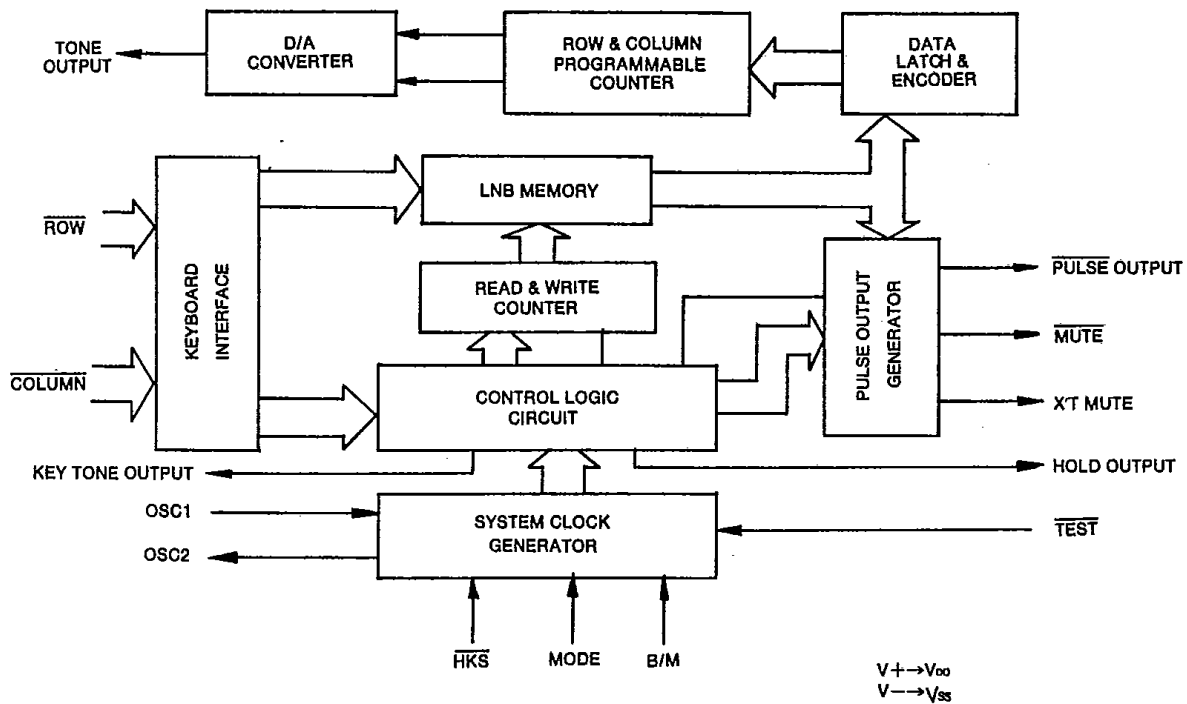 TONE
OUTPUT
D/A
CONVERTER
ROW & COLUMN
PROGRAMMABLE
COUNTER
DATA
LATCH &
ENCODER
ROW
COLUMN
KEYBOARD
INTERFACE
LNB MEMORY
READ & WRITE
COUNTER
CONTROL LOGIC
CIRCUIT
PULSE OUTPUT
GENERATOR
PULSE OUTPUT
MUTE
X'T MUTE
KEY TONE OUTPUT
HOLD OUTPUT
OSC1
OSC2
SYSTEM CLOCK
GENERATOR
TEST
HKS
MODE
B/M
V+→VDD
V-→VSS